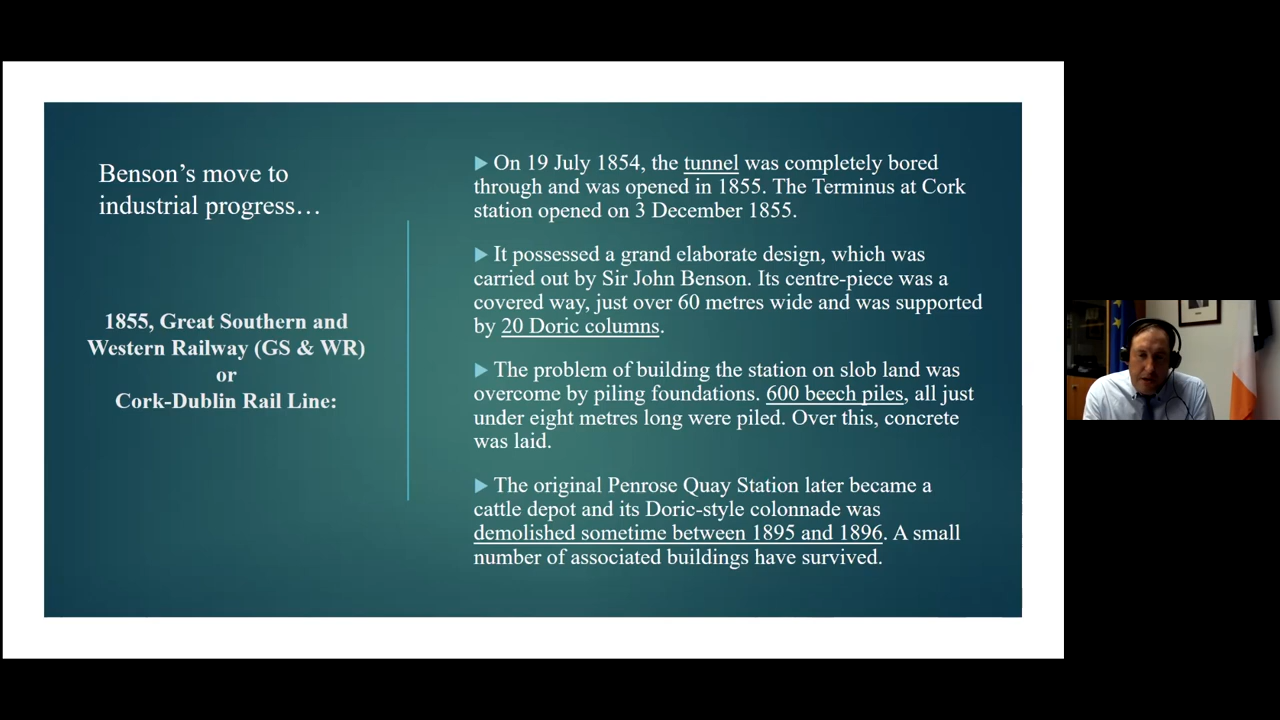 Benson's move to
industrial progress…
1855, Great Southern and
Western Railway (GS & WR)
or
Cork-Dublin Rail Line:
On 19 July 1854, the tunnel was completely bored
through and was opened in 1855. The Terminus at Cork
station opened on 3 December 1855.
It possessed a grand elaborate design, which was
carried out by Sir John Benson. Its centre-piece was a
covered way, just over 60 metres wide and was supported
by 20 Doric columns.
The problem of building the station on slob land was
overcome by piling foundations. 600 beech piles, all just
under eight metres long were piled. Over this, concrete
was laid.
The original Penrose Quay Station later became a
cattle depot and its Doric-style colonnade was
demolished sometime between 1895 and 1896. A small
number of associated buildings have survived.